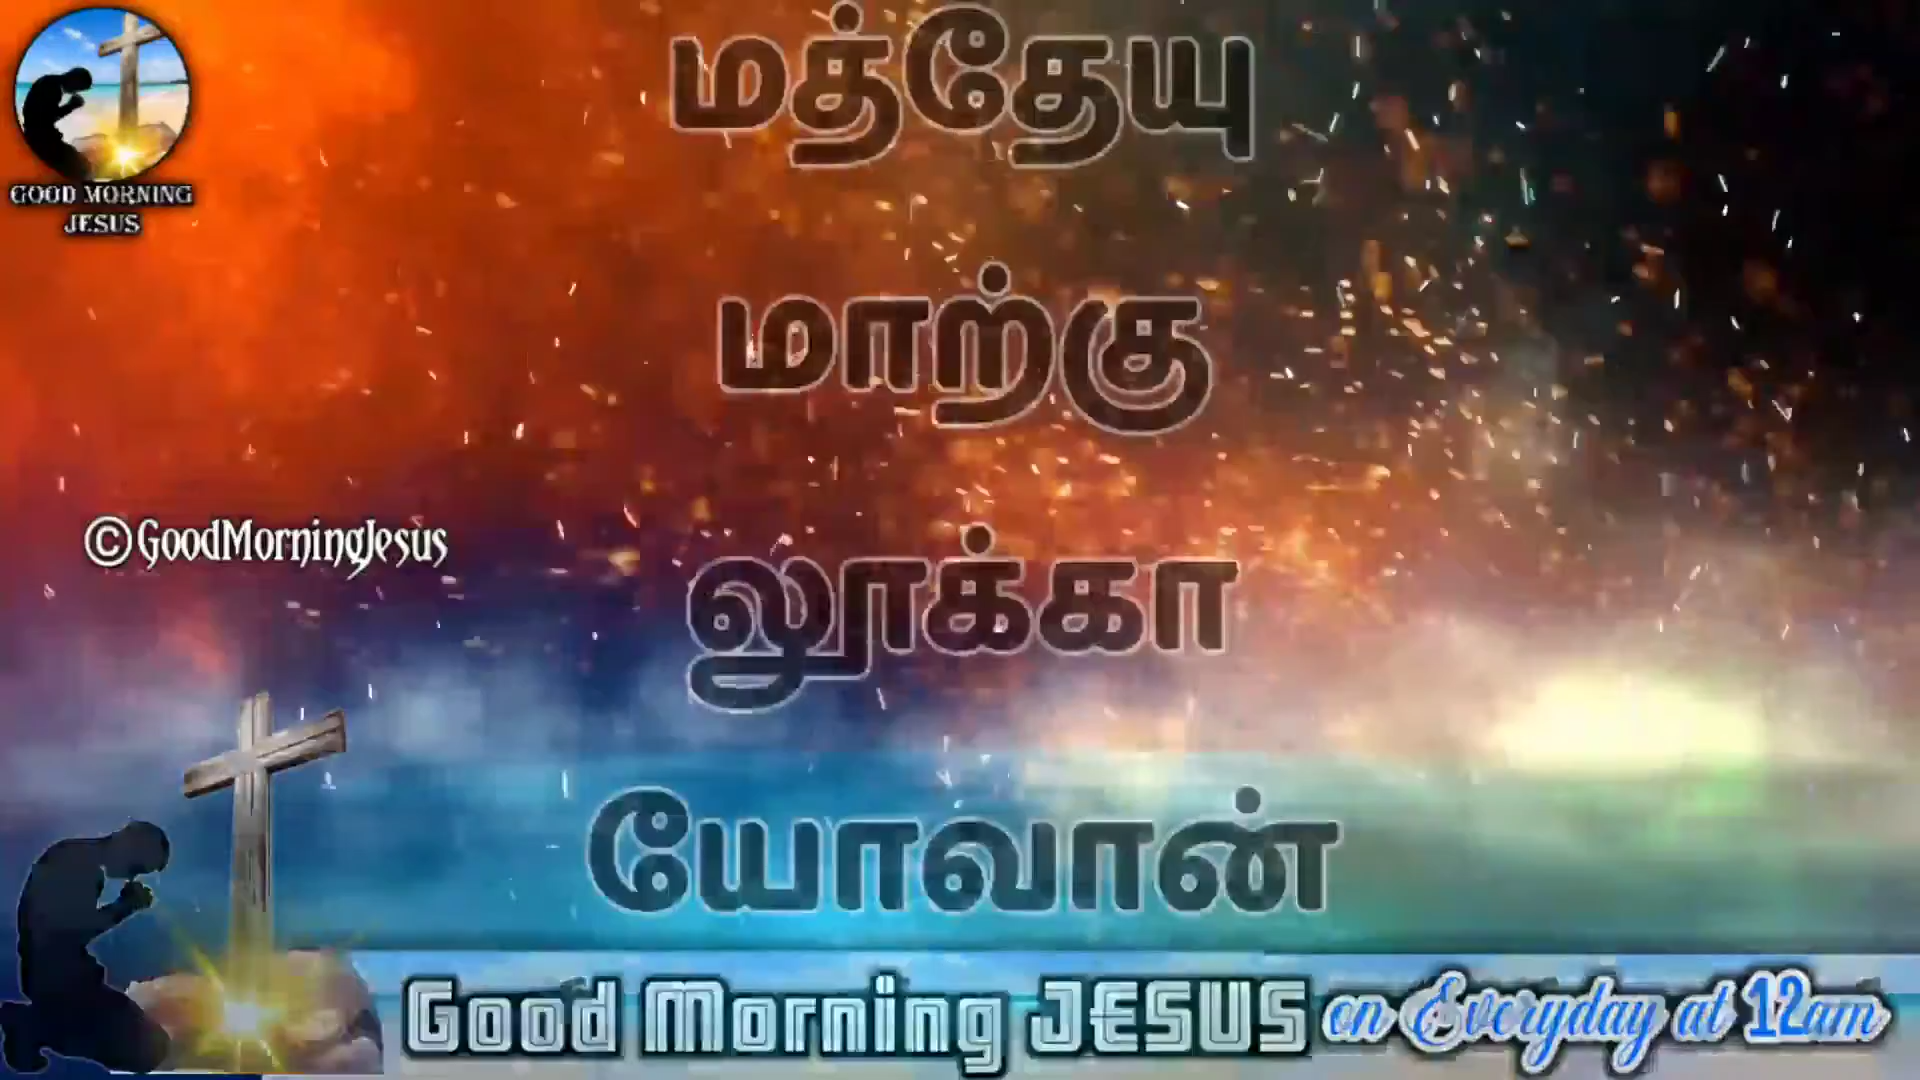 மத்தேயு
GOOD MORNING
JESUS
மாற்கு
©GoodMorningJesus
லூக்கா
யோவான்
Good Morning JESUS on Everyday at 12am